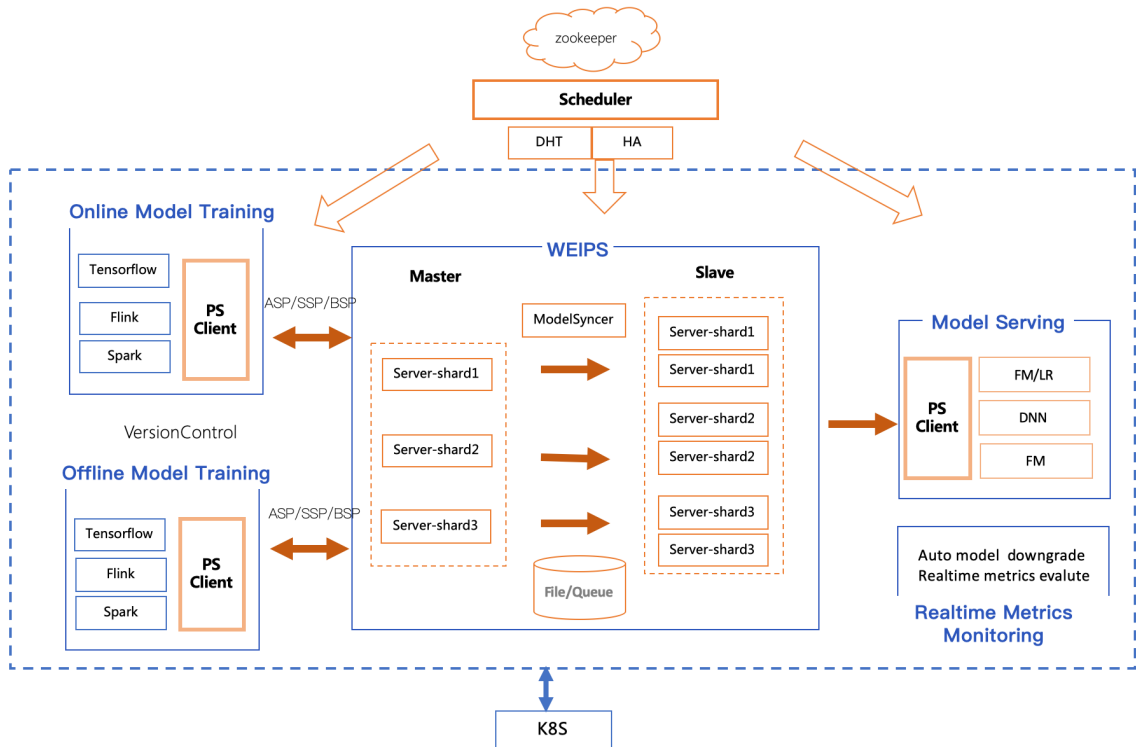 zookeeper
Scheduler
DHT
HA
Online Model Training
Tensorflow
Flink
Spark
PS
Client
ASP/SSP/BSP
VersionControl
Offline Model Training
Tensorflow
Flink
Spark
PS
Client
ASP/SSP/BSP
WEIPS
Master
Server-shard1
Server-shard2
Server-shard3
ModelSyncer
File/Queue
Slave
Server-shard1
Server-shard1
Server-shard2
Server-shard2
Server-shard3
Server-shard3
Model Serving
PS
Client
FM/LR
DNN
FM
Auto model downgrade
Realtime metrics evalute
Realtime Metrics
Monitoring
K8S